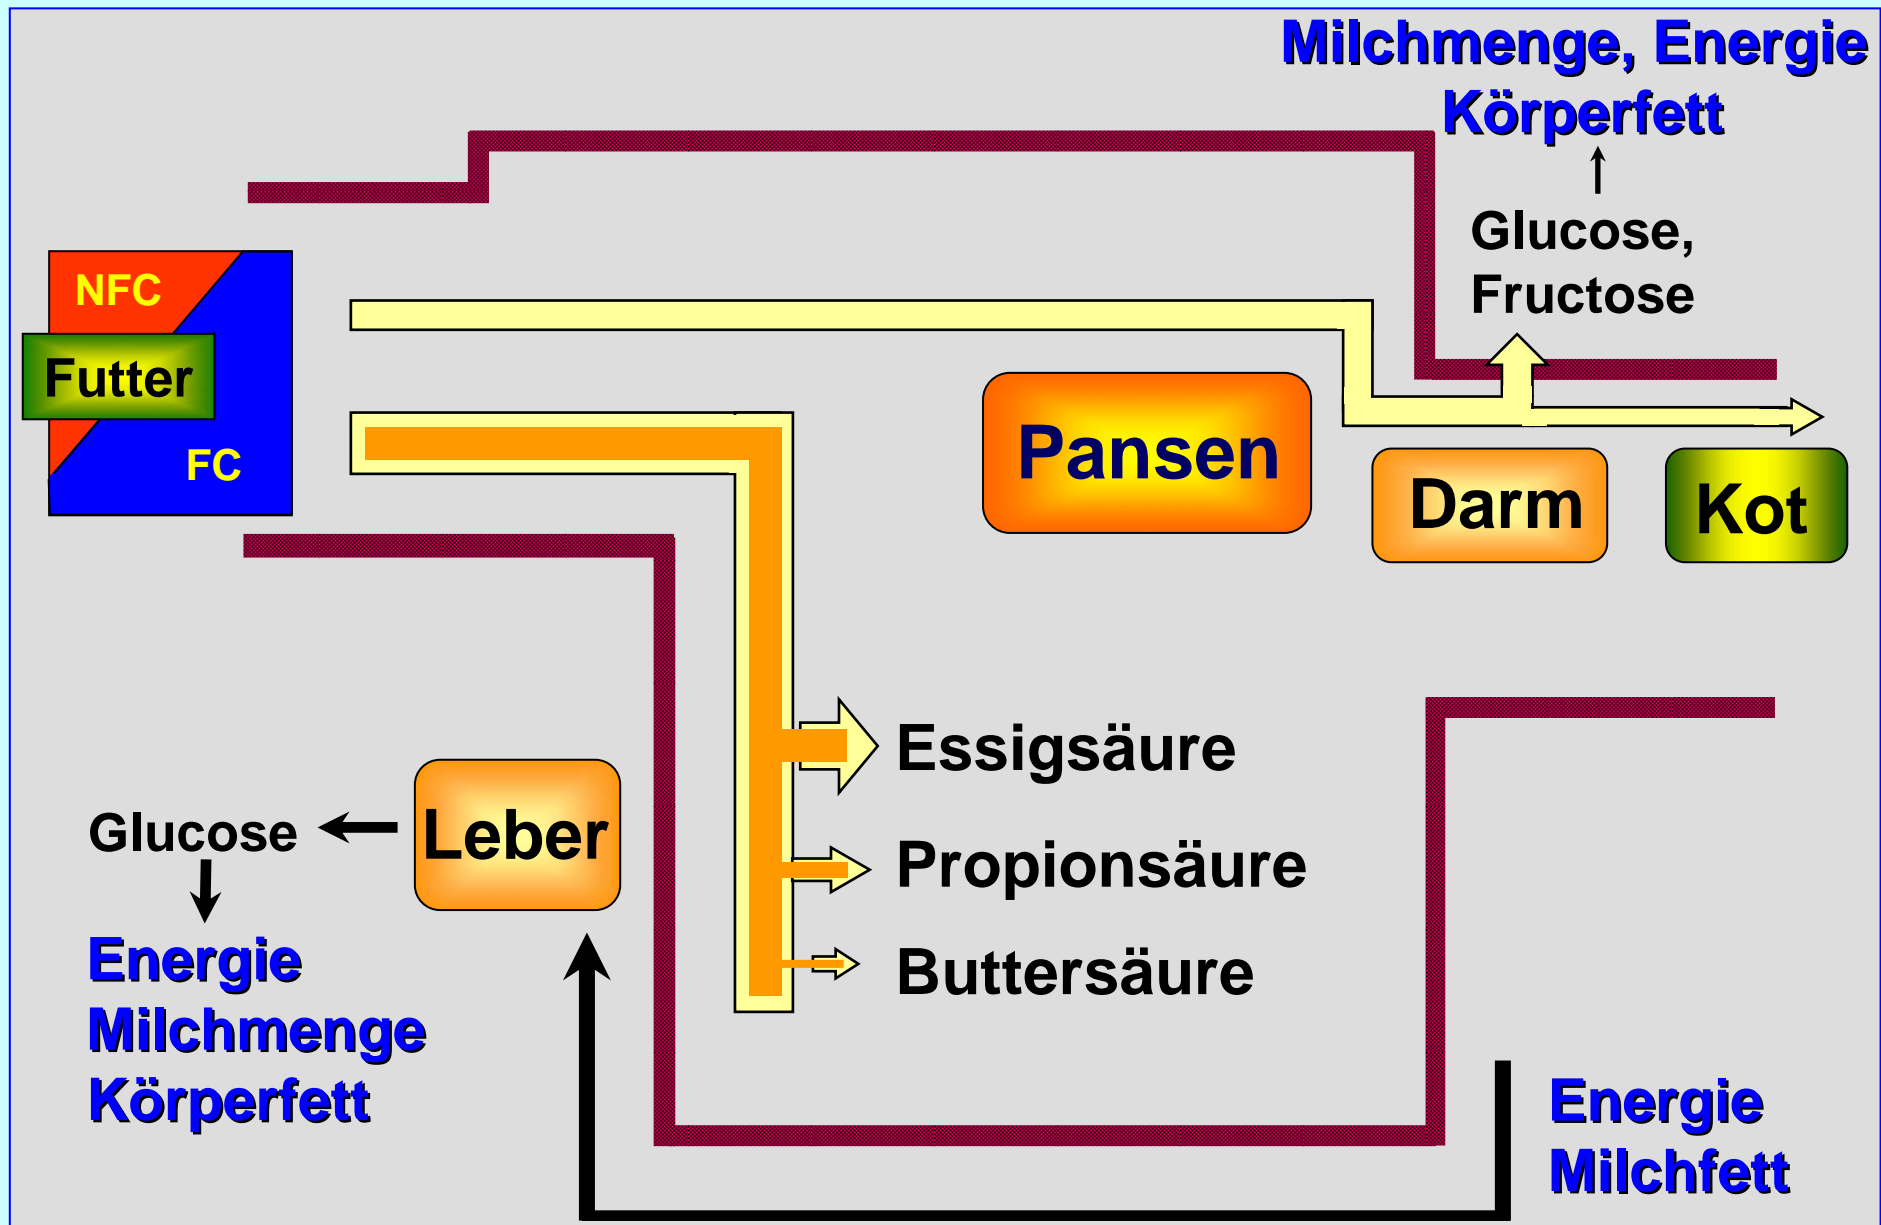 Milchmenge, Energie
Körperfett
Glucose,
Fructose
NFC
Futter
FC
Pansen
Darm
Kot
Essigsäure
Propionsäure
Buttersäure
Leber
Glucose
Energie
Milchmenge
Körperfett
Energie
Milchfett